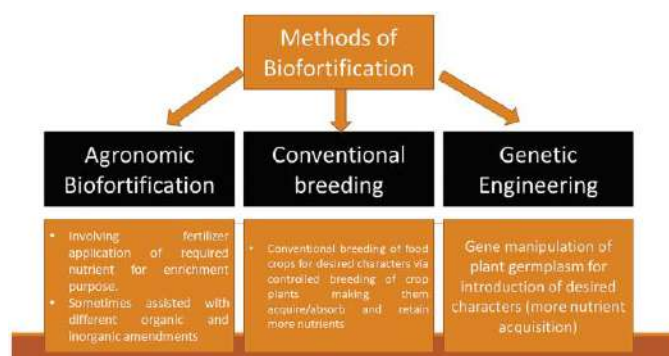 Methods of
Biofortification
Agronomic
Biofortification
Conventional
breeding
Genetic
Engineering
• Involving fertilizer
application of required
nutrient for enrichment
purpose.
• Sometimes assisted with
different organic and
inorganic amendments
• Conventional breeding of food
crops for desired characters via
controlled breeding of crop
plants making them
acquire/absorb and retain
more nutrients
Gene manipulation of
plant germplasm for
introduction of desired
characters (more nutrient
acquisition)